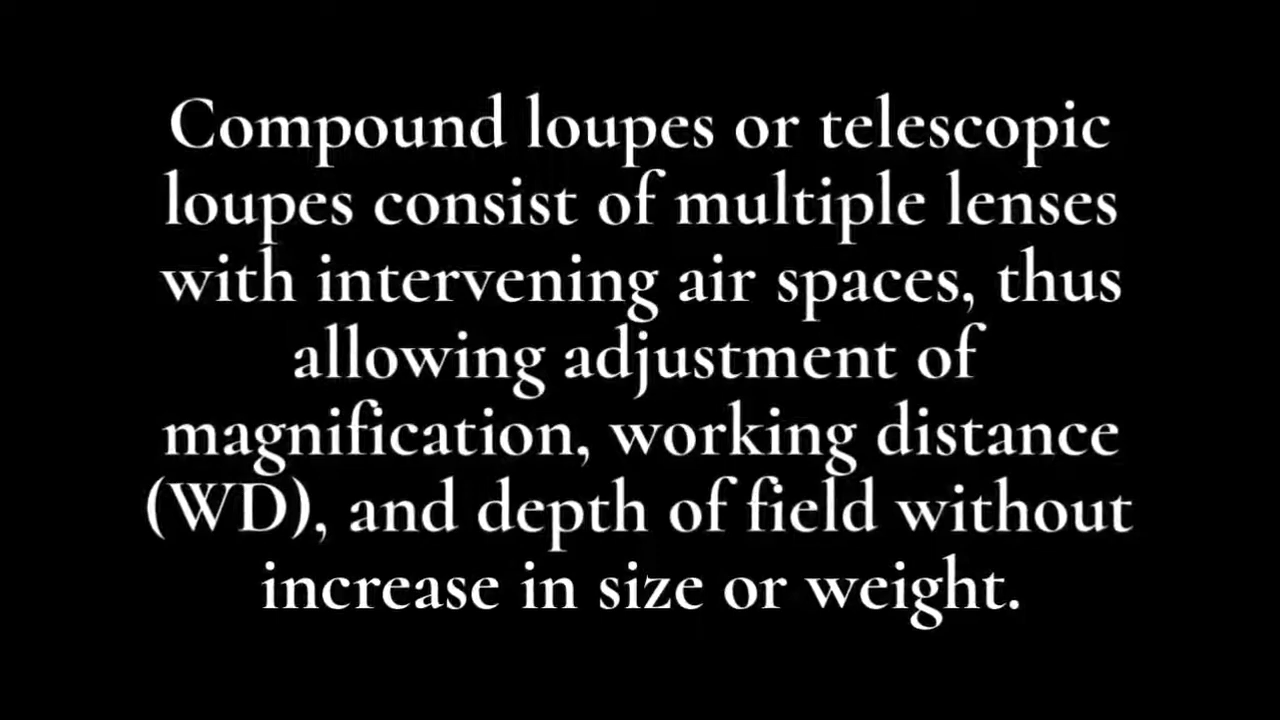 Compound loupes or telescopic
loupes consist of multiple lenses
with intervening air spaces, thus
allowing adjustment of
magnification, working distance
(WD), and depth of field without
increase in size or weight.